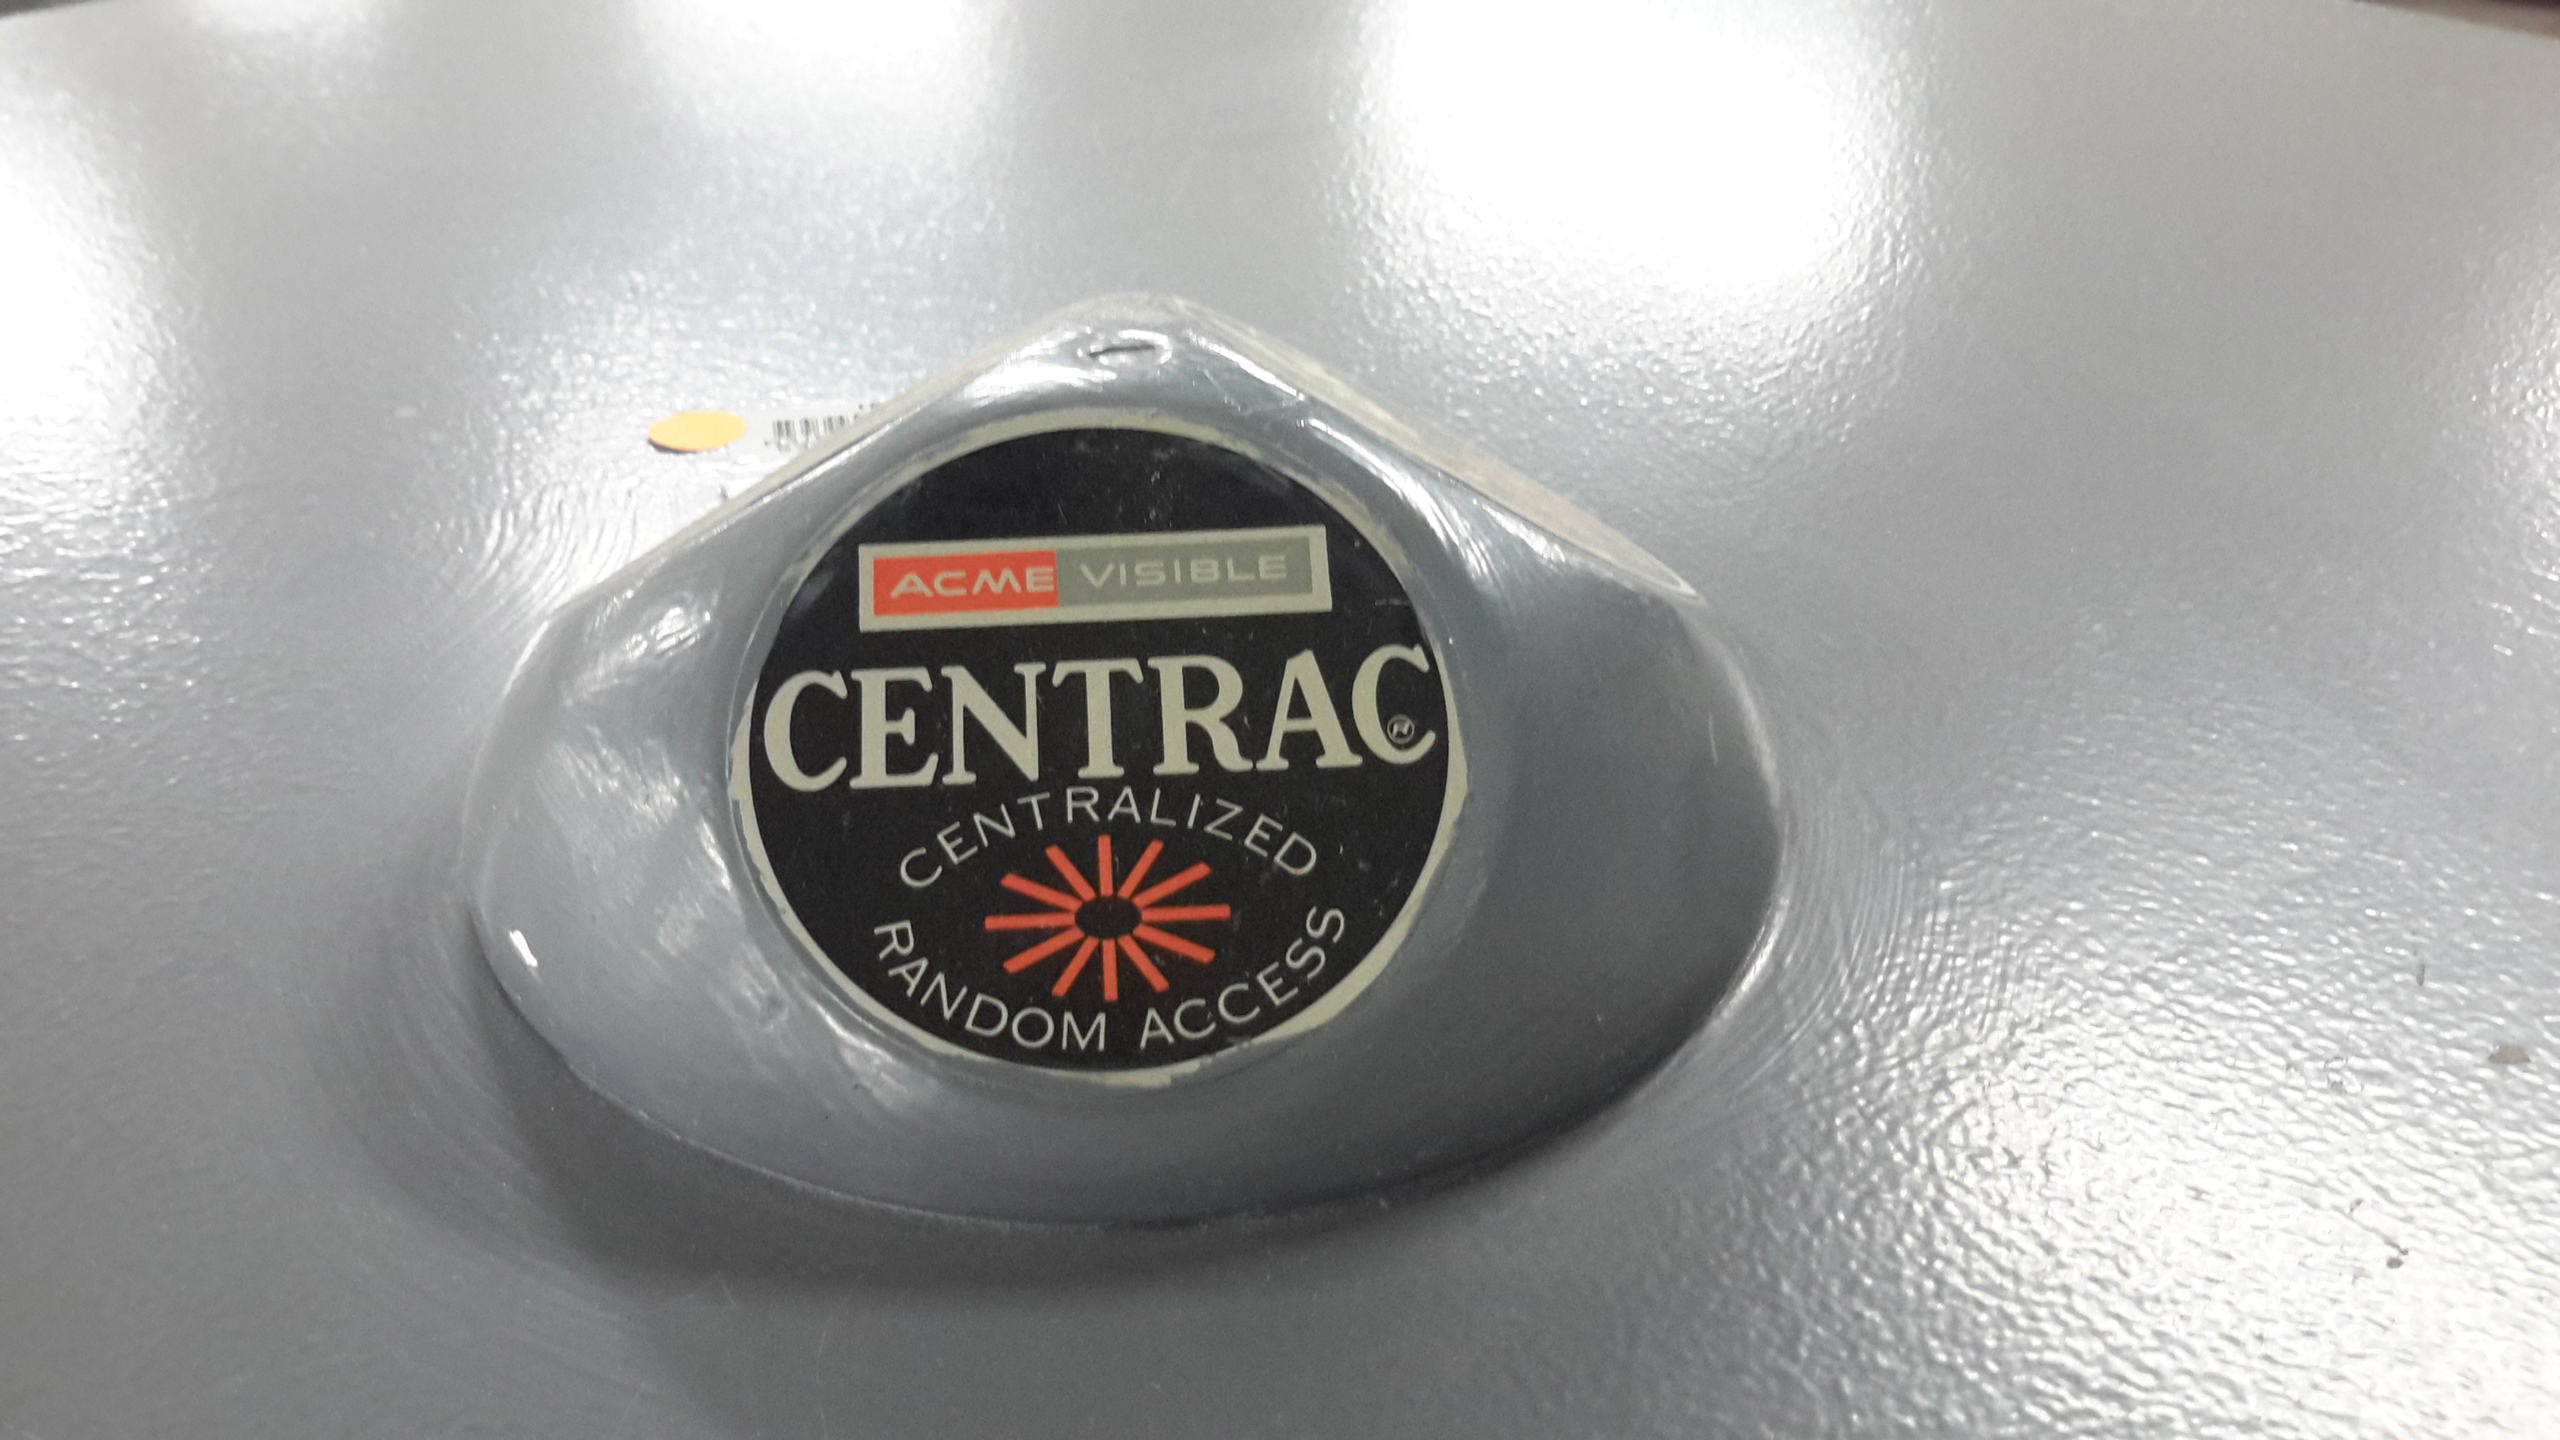 ACME VISIBLE
CENTRAC®
CENTRALIZED
RANDOM ACCESS